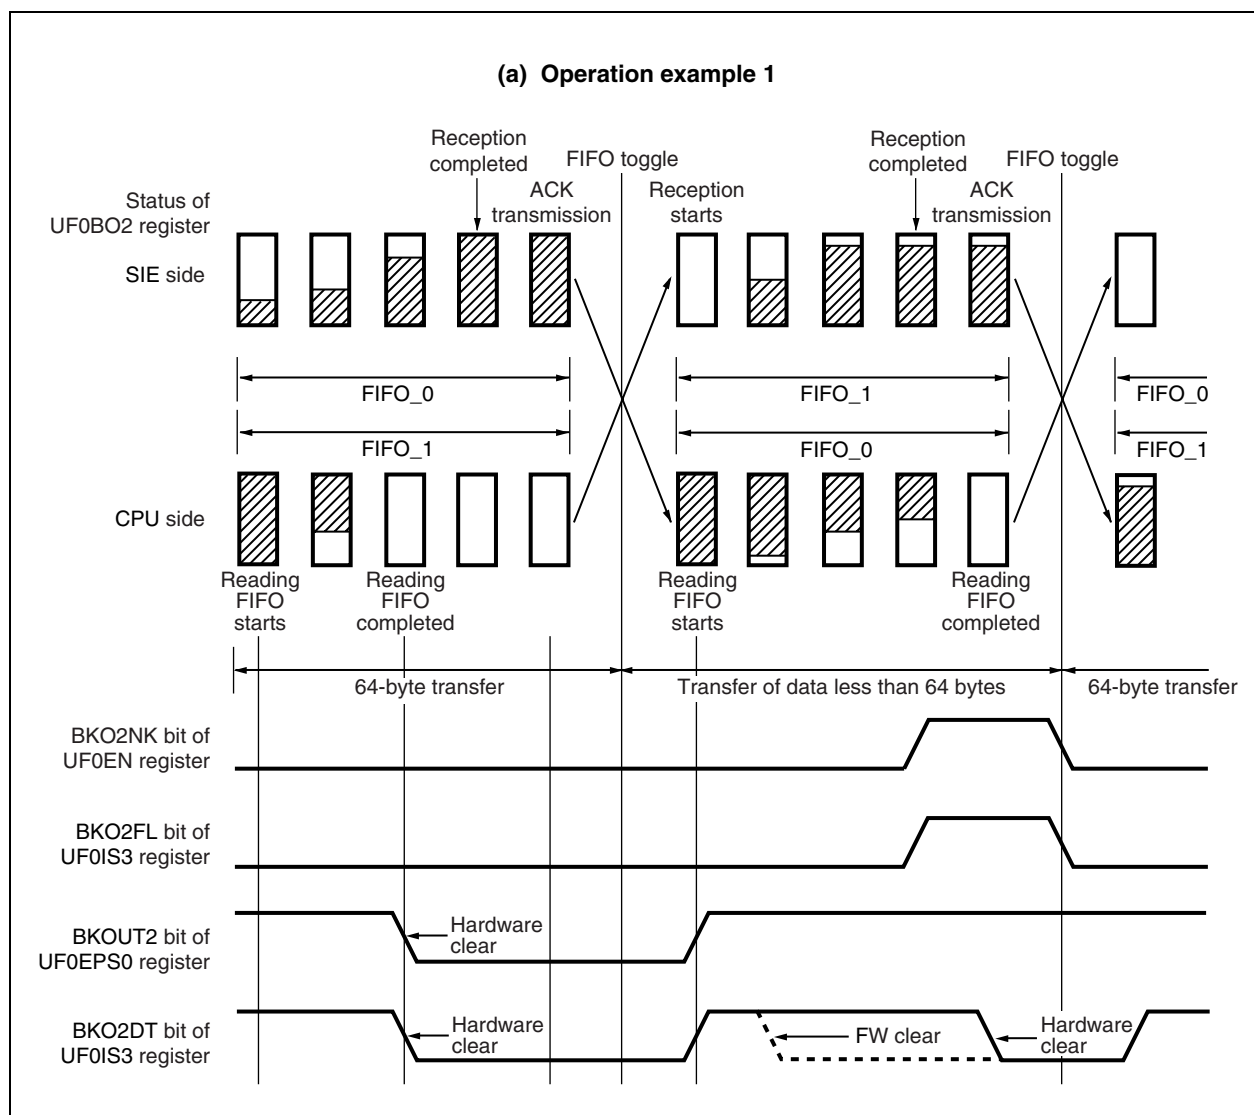 (a) Operation example 1
Reception
completed
FIFO toggle
Reception
completed
FIFO toggle
Status of
UF0BO2 register
ACK
transmission
Reception
starts
ACK
transmission
SIE side
FIFO_0
FIFO_1
FIFO_0
FIFO_1
FIFO_0
FIFO_1
CPU side
Reading
FIFO
starts
Reading
FIFO
completed
Reading
FIFO
starts
Reading
FIFO
completed
64-byte transfer
Transfer of data less than 64 bytes
64-byte transfer
BKO2NK bit of
UF0EN register
BKO2FL bit of
UF0IS3 register
BKOUT2 bit of
UF0EPS0 register
Hardware
clear
BKO2DT bit of
UF0IS3 register
Hardware
clear
FW clear
Hardware
clear